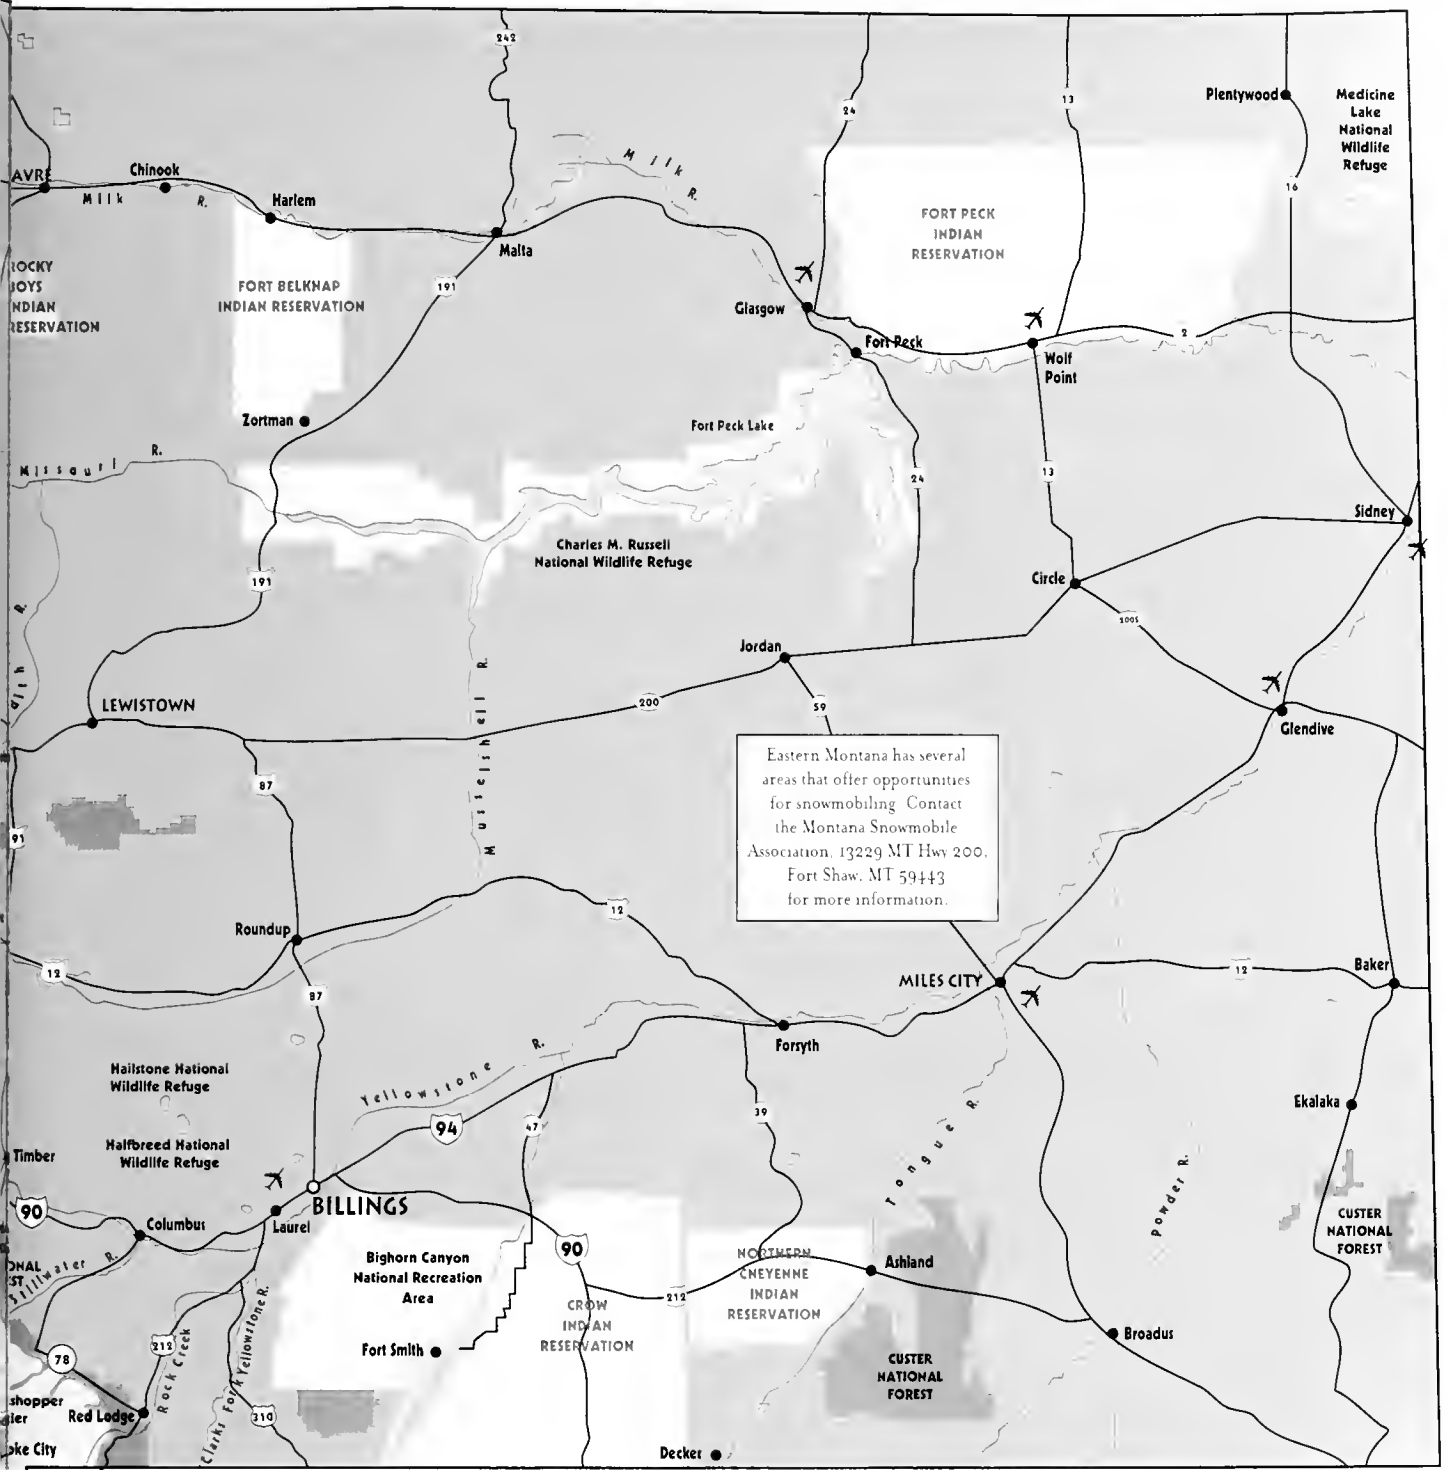 242
24
13
Plentywood
Medicine
Lake
National
Wildlife
Refuge
16
AVRE
Chinook
Milk R.
Harlem
Malta
Milk R.
FORT PECK
INDIAN
RESERVATION
ROCKY
BOYS
INDIAN
RESERVATION
FORT BELKNAP
INDIAN RESERVATION
191
Glasgow
Fort Peck
Wolf
Point
2
Zortman
Fort Peck Lake
Missouri R.
24
13
Sidney
Charles M. Russell
National Wildlife Refuge
191
Circle
200S
R.
Jordan
Musselshell R.
LEWISTOWN
200
59
Glendive
87
91
Eastern Montana has several
areas that offer opportunities
for snowmobiling Contact
the Montana Snowmobile
Association, 13229 MT Hwy 200,
Fort Shaw, MT 59443
for more information.
Roundup
12
12
87
MILES CITY
12
Baker
Forsyth
Yellowstone R.
Hailstone National
Wildlife Refuge
94
47
39
Tongue R.
Ekalaka
Halfbreed National
Wildlife Refuge
Timber
Powder R.
90
Columbus
Laurel
BILLINGS
90
CUSTER
NATIONAL
FOREST
ONAL
ST
Stillwater R.
Bighorn Canyon
National Recreation
Area
NORTHERN
CHEYENNE
INDIAN
RESERVATION
Ashland
212
CROW
INDIAN
RESERVATION
Fort Smith
Broadus
212
Rock Creek
Clarks Fork Yellowstone R.
78
CUSTER
NATIONAL
FOREST
shopper
Red Lodge
310
oke City
Decker